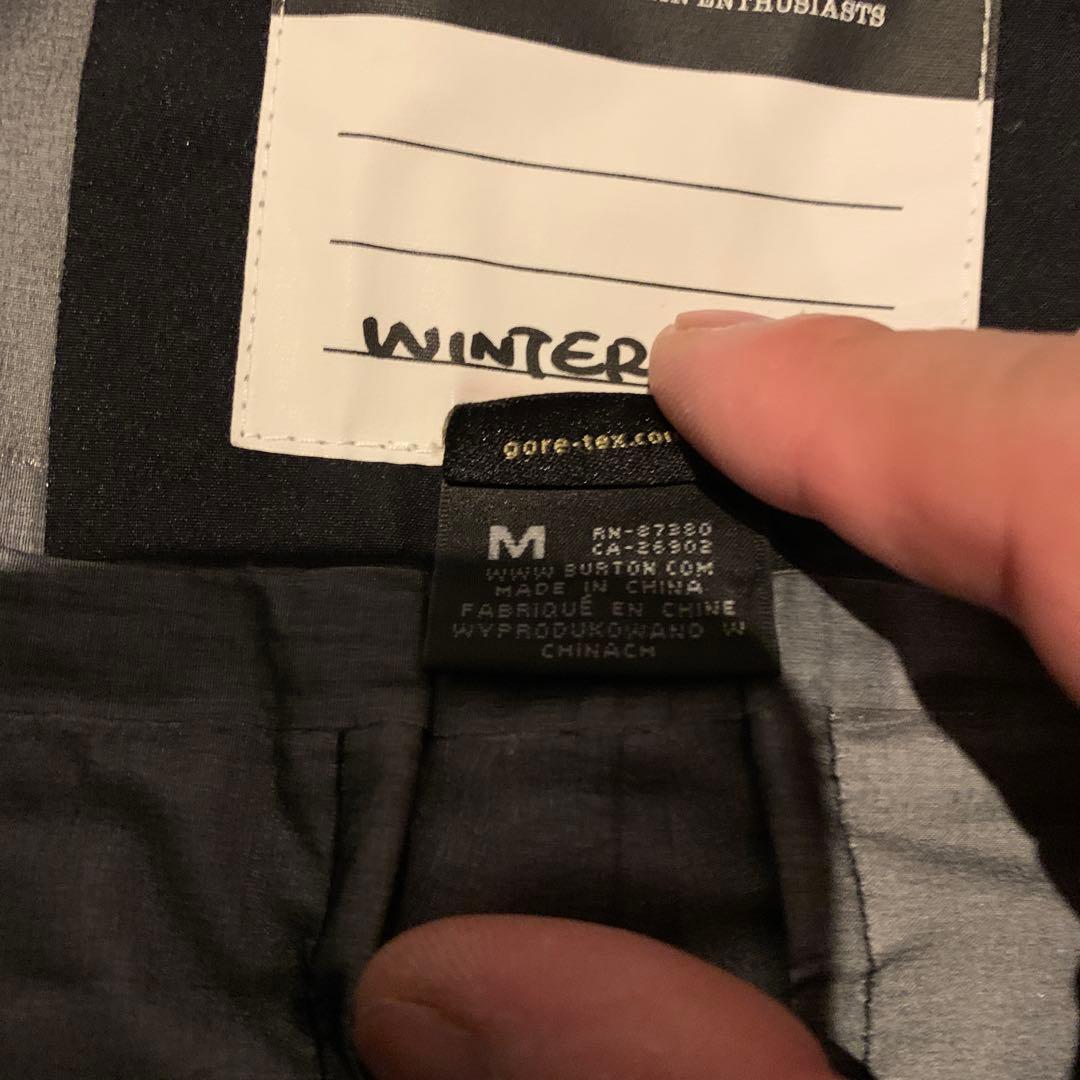 ENTHUSIASTS
WINTER
gore-tex.co
M
RN-87380
CA-26902
WWW.BURTON.COM
MADE IN CHINA
FABRIQUÉ EN CHINE
WYPRODUKOWANO W
CHINACH